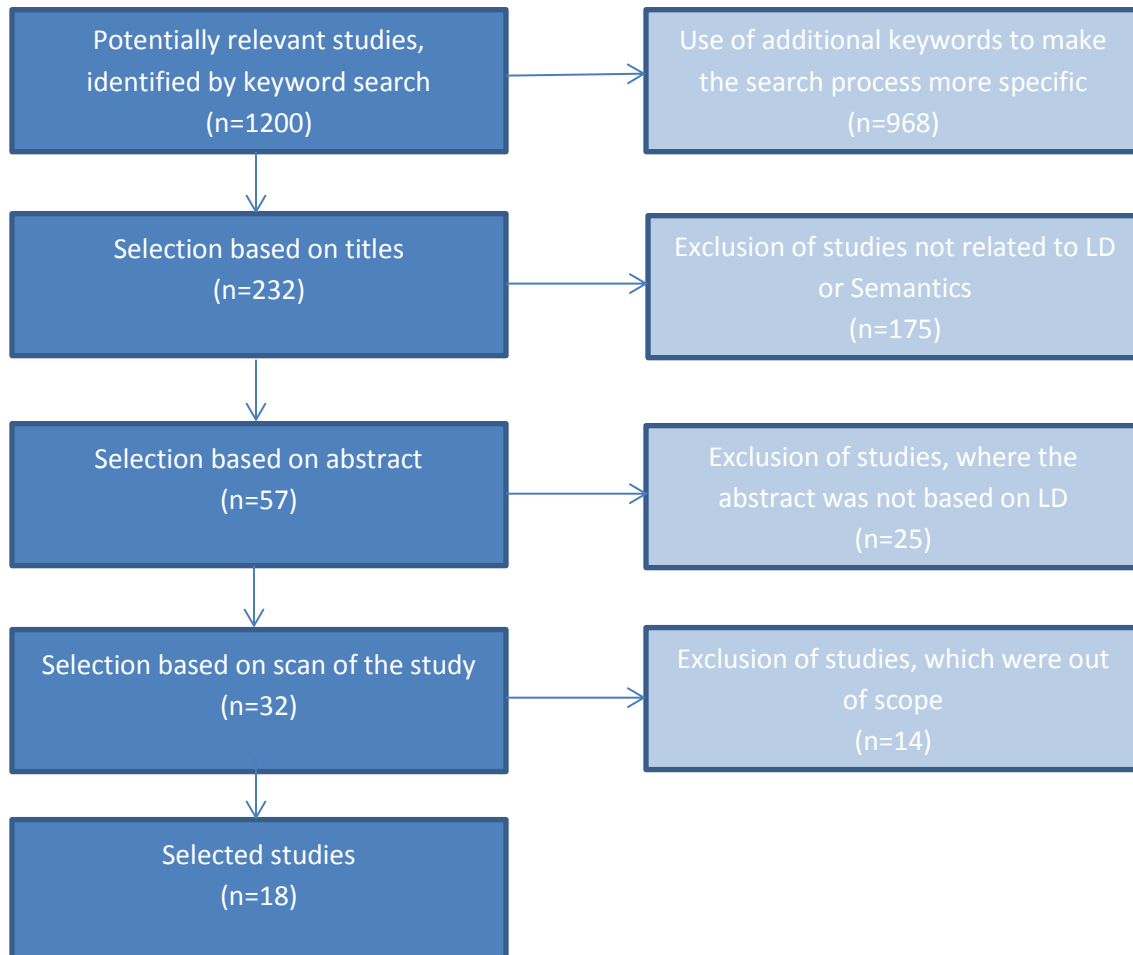 Potentially relevant studies,
identified by keyword search
(n=1200)
Use of additional keywords to make
the search process more specific
(n=968)
Selection based on titles
(n=232)
Exclusion of studies not related to LD
or Semantics
(n=175)
Selection based on abstract
(n=57)
Exclusion of studies, where the
abstract was not based on LD
(n=25)
Selection based on scan of the study
(n=32)
Exclusion of studies, which were out
of scope
(n=14)
Selected studies
(n=18)